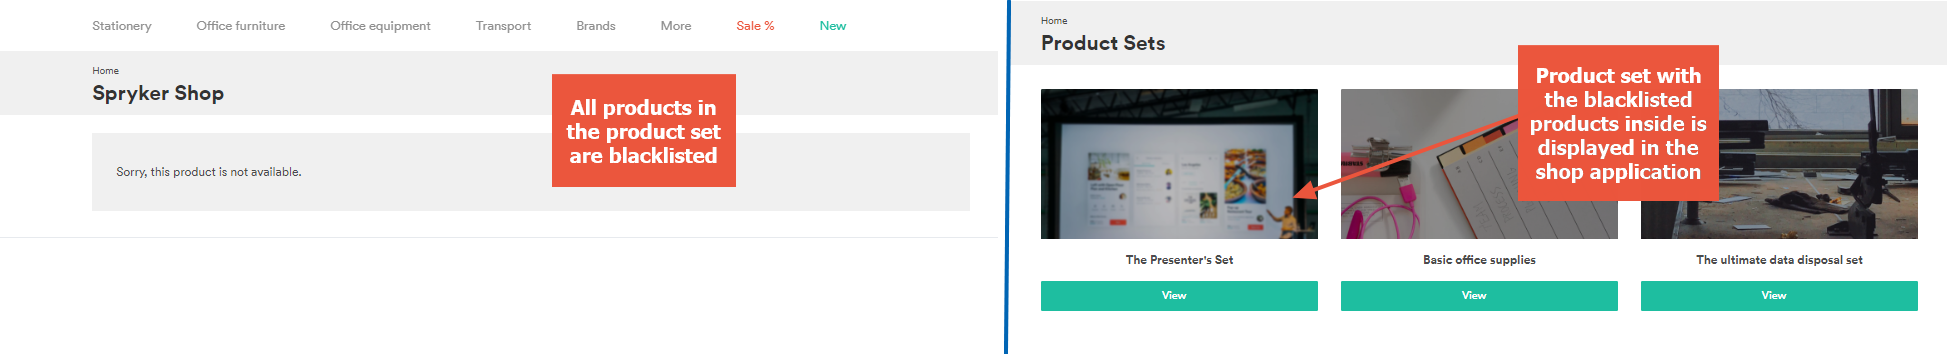 Stationery Office furniture Office equipment Transport Brands More Sale % New
Home
Spryker Shop
All products in
the product set
are blacklisted
Sorry, this product is not available.
Home
Product Sets
Product set with
the blacklisted
products inside is
displayed in the
shop application
The Presenter's Set
Basic office supplies
The ultimate data disposal set
View
View
View